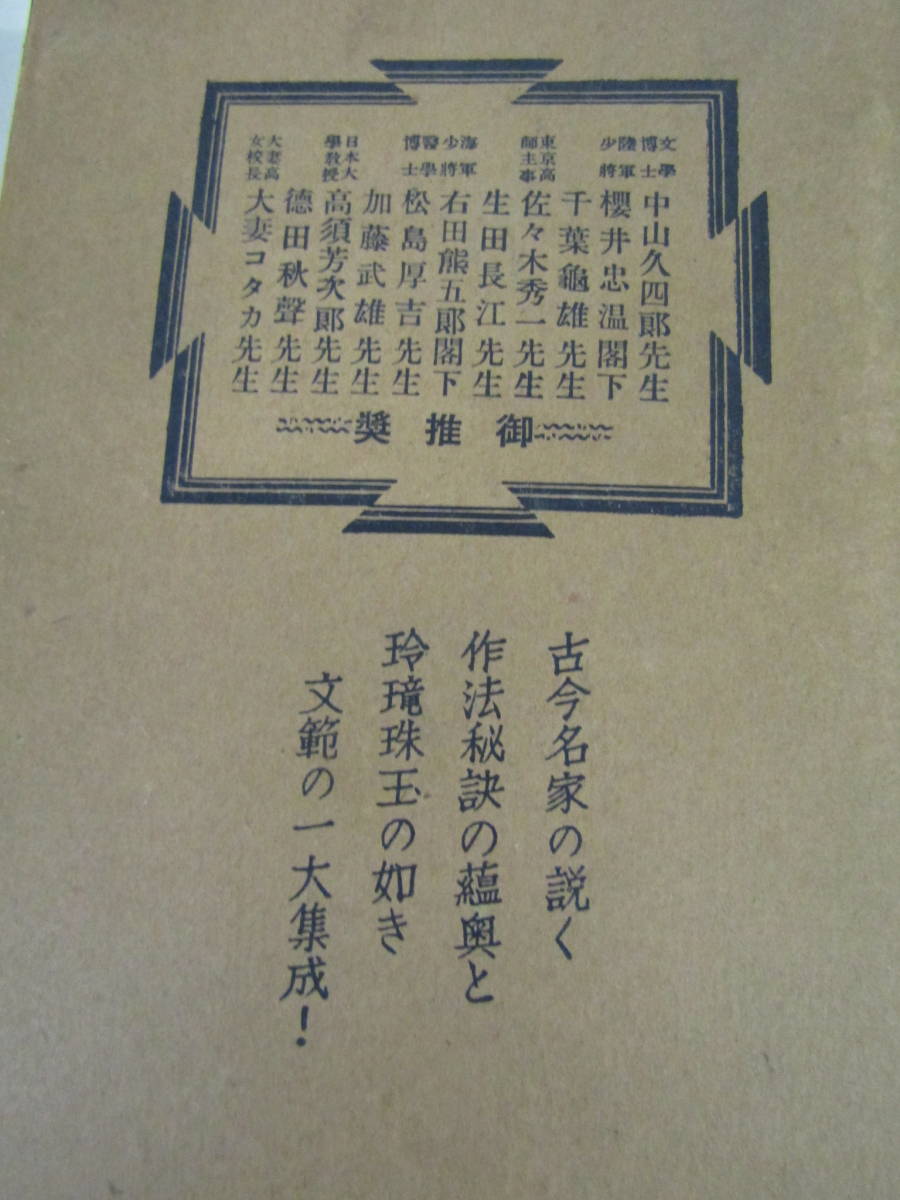 文學博士 中山久四郎先生
陸軍少將 櫻井忠温閣下
千葉龜雄先生
東京高師主事 佐々木秀一先生
生田長江先生
海軍少將 右田熊五郎閣下
醫學博士 松島厚吉先生
加藤武雄先生
日本大學教授 高須芳次郎先生
德田秋聲先生
大妻高女校長 大妻コタカ先生
御推奬
古今名家の説く
作法秘訣の蘊奥と
玲瓏珠玉の如き
文範の一大集成!